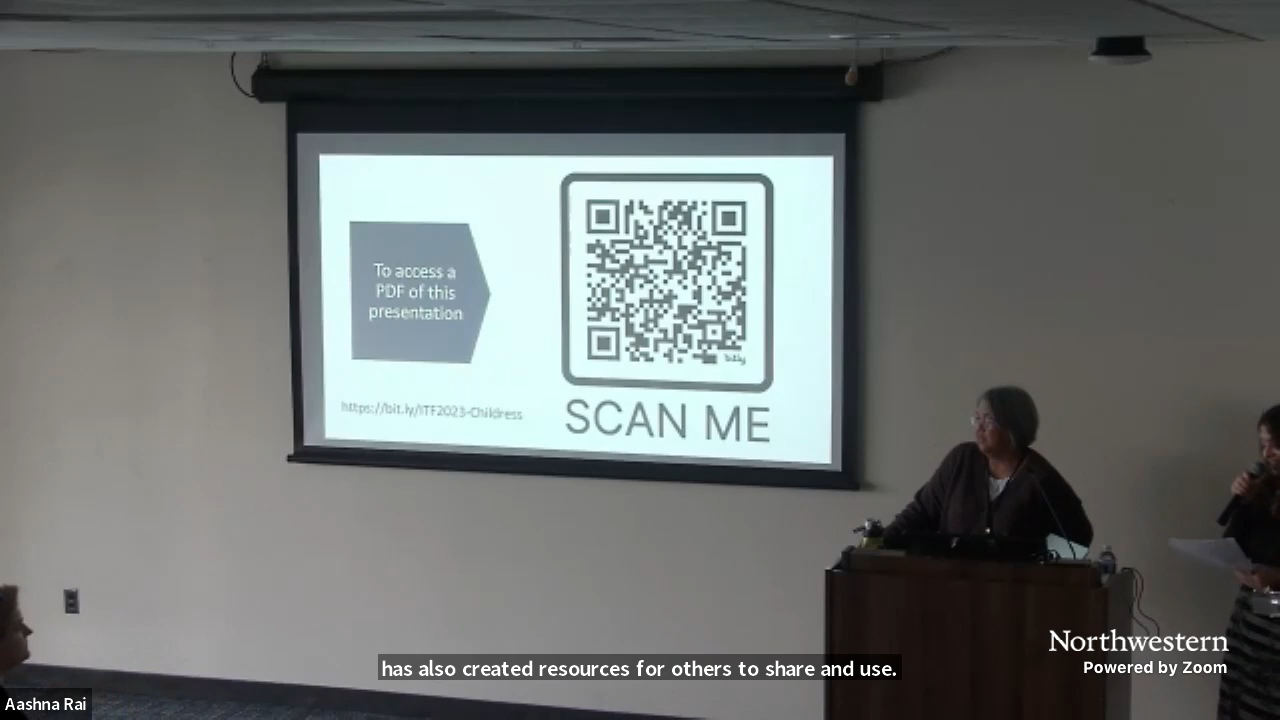 To access a
PDF of this
presentation
https://bit.ly/ITF2023-Childress
bitly
SCAN ME
Northwestern
Powered by Zoom
has also created resources for others to share and use.
Aashna Rai